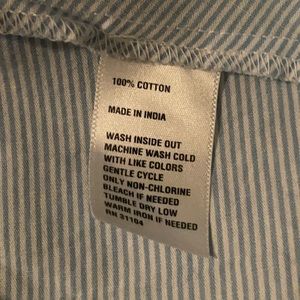 100% COTTON
MADE IN INDIA
WASH INSIDE OUT
MACHINE WASH COLD
WITH LIKE COLORS
GENTLE CYCLE
ONLY NON-CHLORINE
BLEACH IF NEEDED
TUMBLE DRY LOW
WARM IRON IF NEEDED
RN 31104